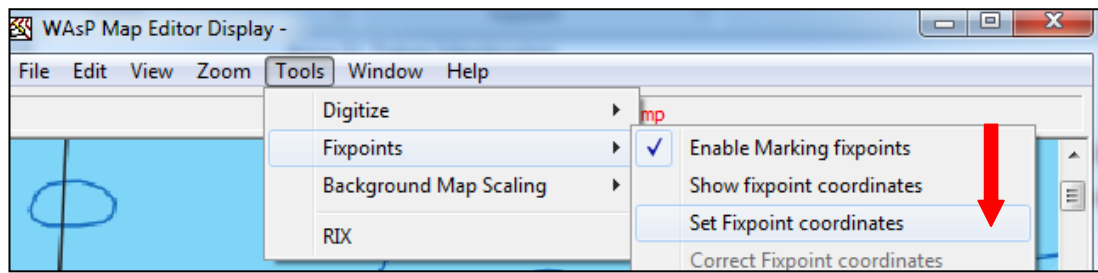 WAsP Map Editor Display -
File Edit View Zoom Tools Window Help
Digitize
mp
Fixpoints
Enable Marking fixpoints
Background Map Scaling
Show fixpoint coordinates
RIX
Set Fixpoint coordinates
Correct Fixpoint coordinates